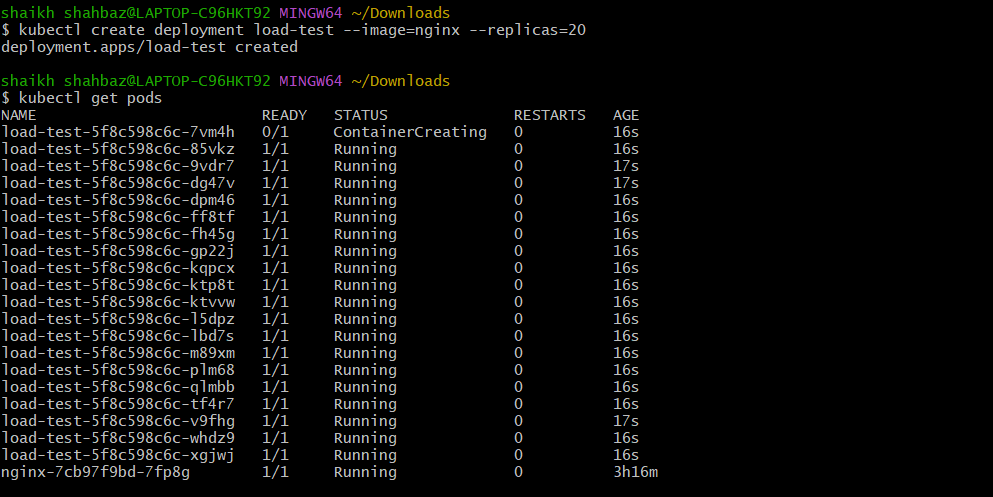 shaikh shahbaz@LAPTOP-C96HKT92 MINGW64 ~/Downloads
$ kubectl create deployment load-test --image=nginx --replicas=20
deployment.apps/load-test created
shaikh shahbaz@LAPTOP-C96HKT92 MINGW64 ~/Downloads
$ kubectl get pods
NAME READY STATUS RESTARTS AGE
load-test-5f8c598c6c-7vm4h 0/1 ContainerCreating 0 16s
load-test-5f8c598c6c-85vkz 1/1 Running 0 16s
load-test-5f8c598c6c-9vdr7 1/1 Running 0 17s
load-test-5f8c598c6c-dg47v 1/1 Running 0 17s
load-test-5f8c598c6c-dpm46 1/1 Running 0 16s
load-test-5f8c598c6c-ff8tf 1/1 Running 0 16s
load-test-5f8c598c6c-fh45g 1/1 Running 0 16s
load-test-5f8c598c6c-gp22j 1/1 Running 0 16s
load-test-5f8c598c6c-kqpcx 1/1 Running 0 16s
load-test-5f8c598c6c-ktp8t 1/1 Running 0 16s
load-test-5f8c598c6c-ktvvw 1/1 Running 0 16s
load-test-5f8c598c6c-l5dpz 1/1 Running 0 16s
load-test-5f8c598c6c-lbd7s 1/1 Running 0 16s
load-test-5f8c598c6c-m89xm 1/1 Running 0 16s
load-test-5f8c598c6c-plm68 1/1 Running 0 16s
load-test-5f8c598c6c-qlmbb 1/1 Running 0 16s
load-test-5f8c598c6c-tf4r7 1/1 Running 0 16s
load-test-5f8c598c6c-v9fhg 1/1 Running 0 17s
load-test-5f8c598c6c-whdz9 1/1 Running 0 16s
load-test-5f8c598c6c-xgjwj 1/1 Running 0 16s
nginx-7cb97f9bd-7fp8g 1/1 Running 0 3h16m